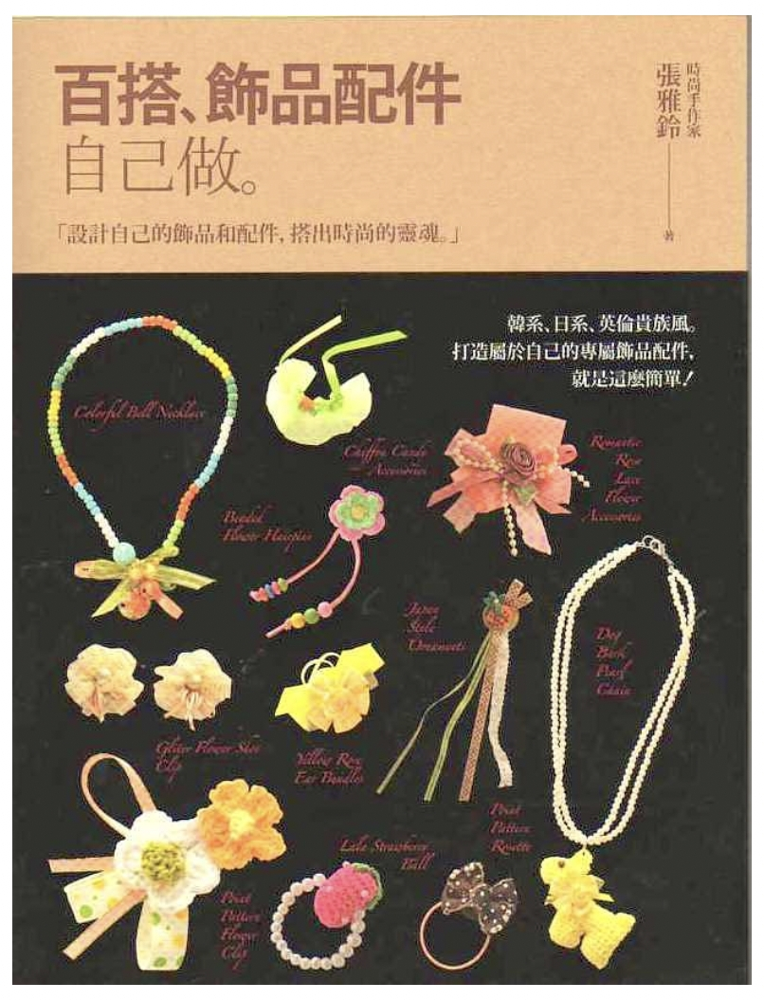 百搭、飾品配件
自己做。
「設計自己的飾品和配件, 搭出時尚的靈魂。」
時尚手作家
張雅鈴
著
韓系、日系、英倫貴族風。
打造屬於自己的專屬飾品配件,
就是這麼簡單!
Colorful Bell Necklace
Chiffon Candy
Accessories
Romantic
Rose
Lace
Flower
Accessories
Beaded
Flower Hairpins
Japan
Style
Ornaments
Dog
Bark
Pearl
Chain
Gliter Flower Shoe
Clip
Yellow Rose
Ear Bundles
Point
Pattern
Rosette
Lala Strawberry
Ball
Point
Pattern
Flower
Clip